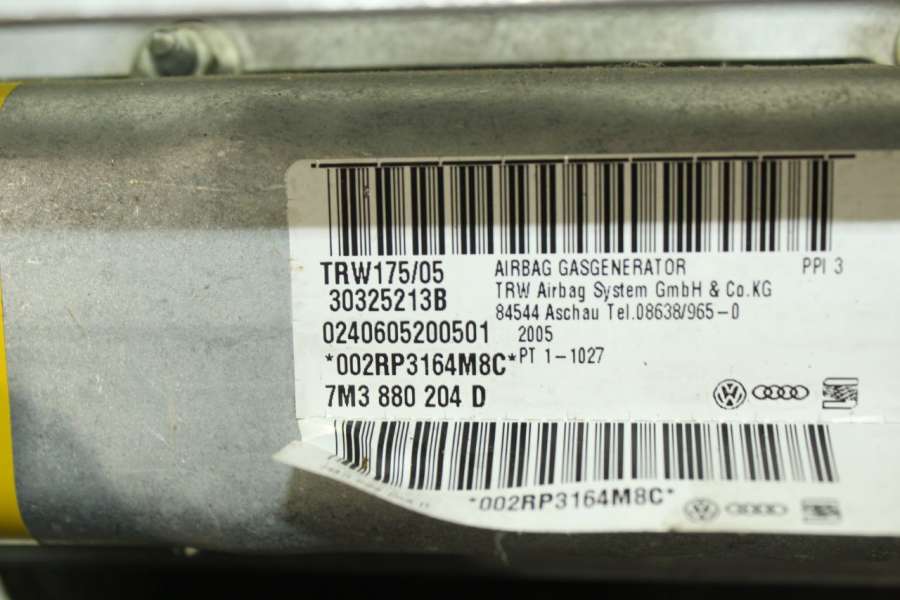 TRW175/05
30325213B
0240605200501
*002RP3164M8C*
7M3 880 204 D
AIRBAG GASGENERATOR PPI 3
TRW Airbag System GmbH & Co.KG
84544 Aschau Tel.08638/965-0
2005
PT 1-1027
*002RP3164M8C*